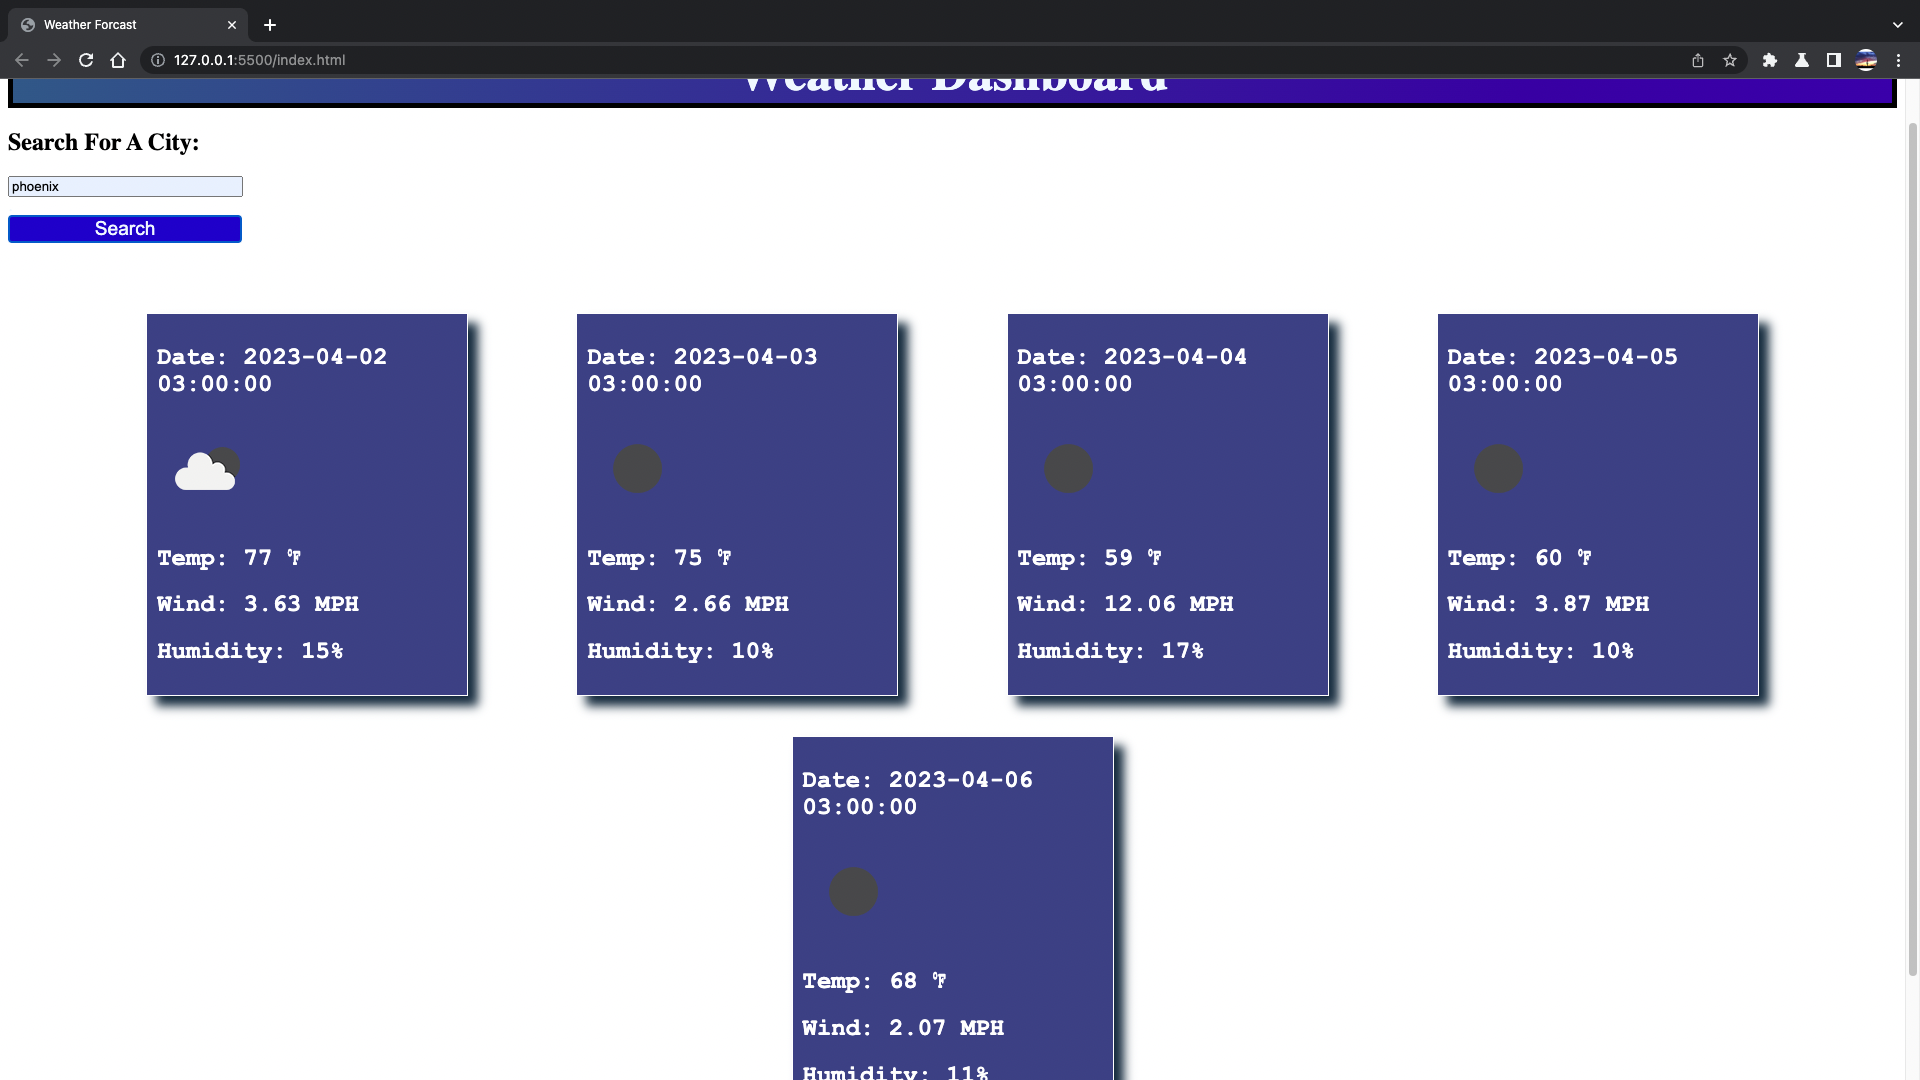 Weather Forcast
127.0.0.1:5500/index.html
Weather Dashboard
Search For A City:
phoenix
Search
Date: 2023-04-02
03:00:00
Temp: 77 °F
Wind: 3.63 MPH
Humidity: 15%
Date: 2023-04-03
03:00:00
Temp: 75 °F
Wind: 2.66 MPH
Humidity: 10%
Date: 2023-04-04
03:00:00
Temp: 59 °F
Wind: 12.06 MPH
Humidity: 17%
Date: 2023-04-05
03:00:00
Temp: 60 °F
Wind: 3.87 MPH
Humidity: 10%
Date: 2023-04-06
03:00:00
Temp: 68 °F
Wind: 2.07 MPH
Humidity: 11%